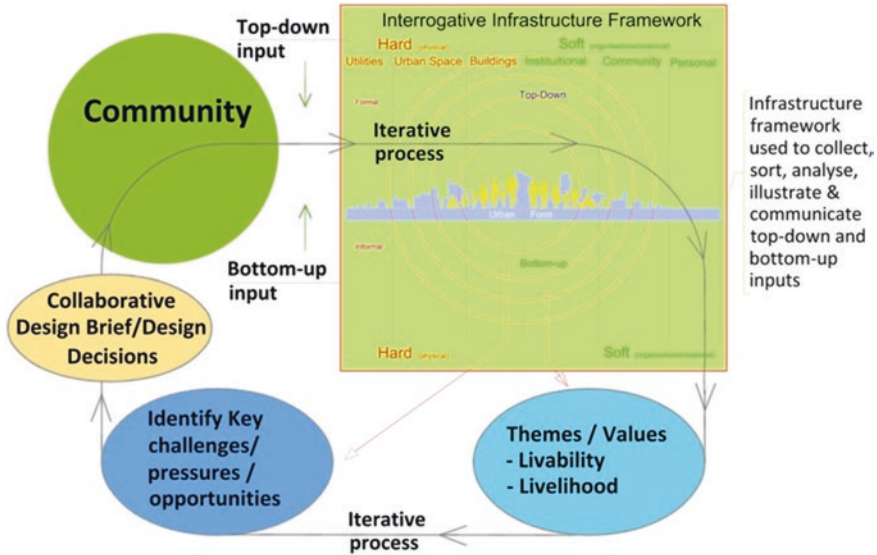 Top-down
input
Interrogative Infrastructure Framework
Hard (physical)
Soft
Utilities Urban Space Buildings Instituitional Community Personal
Formal
Top-Down
Community
Iterative
process
Infrastructure
framework
used to collect,
sort, analyse,
illustrate &
communicate
top-down and
bottom-up
inputs
Urban Form
Informal
Bottom-up
Bottom-up
input
Hard (physical)
Soft
Collaborative
Design Brief/Design
Decisions
Identify Key
challenges/
pressures /
opportunities
Themes / Values
- Livability
- Livelihood
Iterative
process